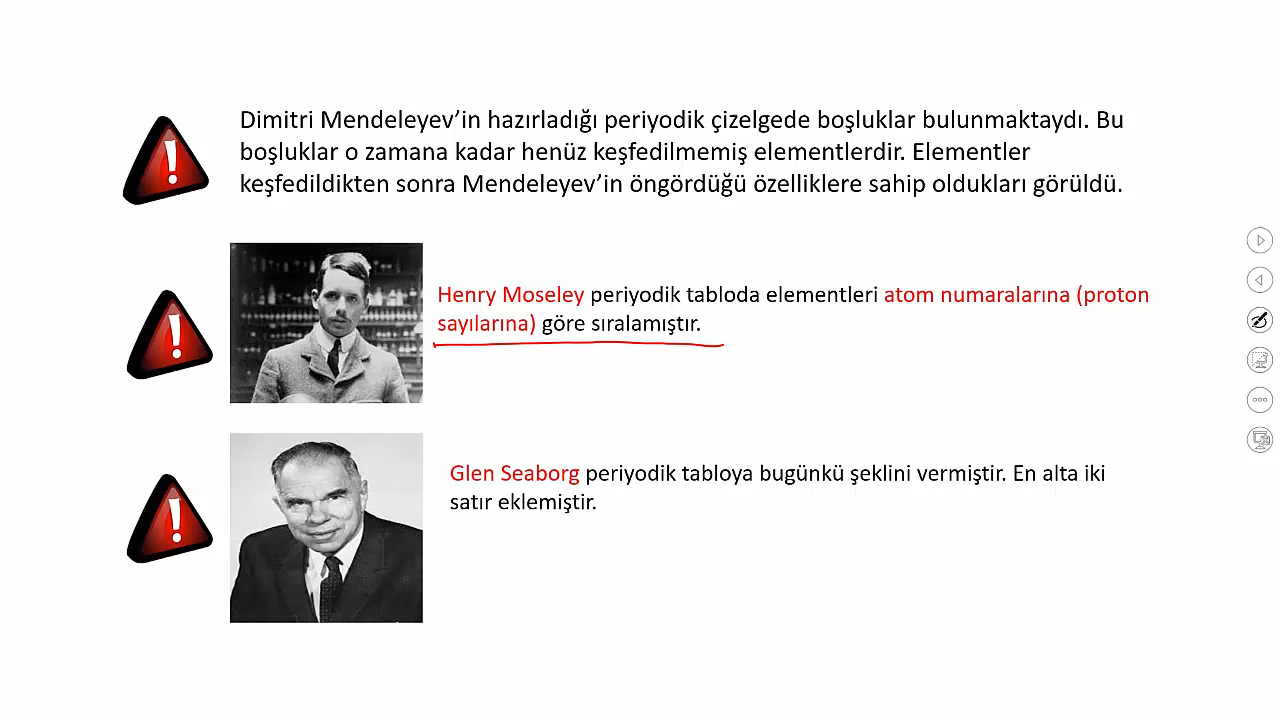 Dimitri Mendeleyev’in hazırladığı periyodik çizelgede boşluklar bulunmaktaydı. Bu
boşluklar o zamana kadar henüz keşfedilmemiş elementlerdir. Elementler
keşfedildikten sonra Mendeleyev’in öngördüğü özelliklere sahip oldukları görüldü.
Henry Moseley periyodik tabloda elementleri atom numaralarına (proton
sayılarına) göre sıralamıştır.
Glen Seaborg periyodik tabloya bugünkü şeklini vermiştir. En alta iki
satır eklemiştir.